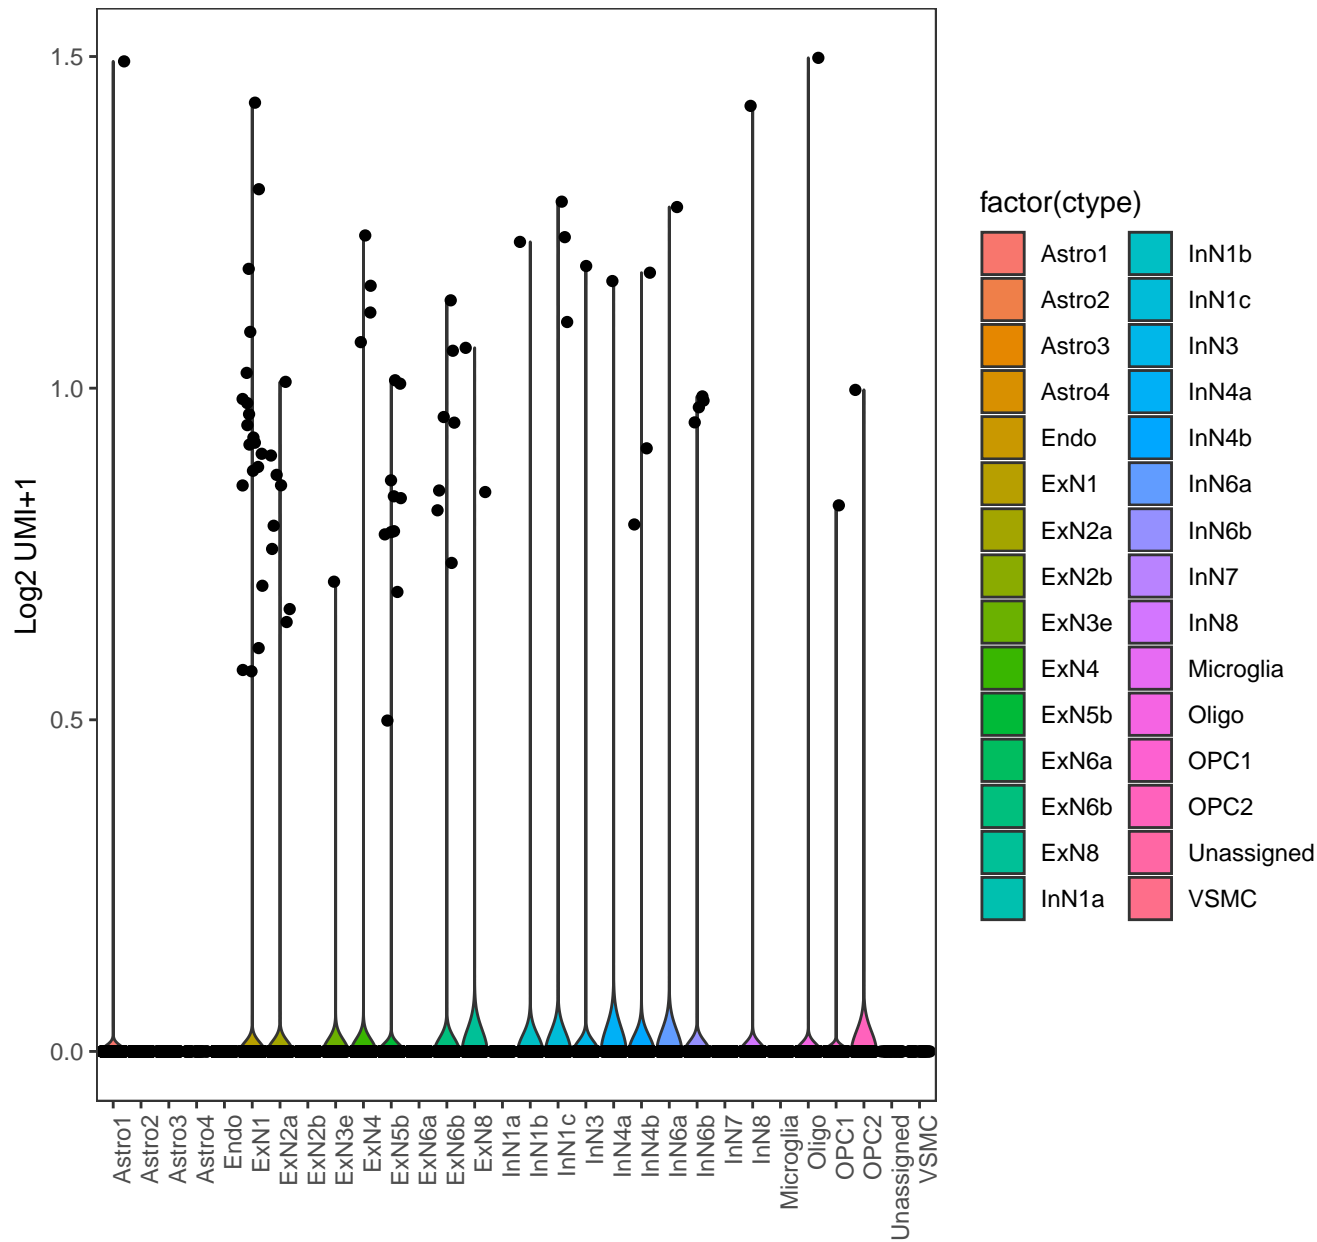 1.5
1.0
0.5
0.0
Log2 UMI+1
Astro1
Astro2
Astro3
Astro4
Endo
ExN1
ExN2a
ExN2b
ExN3e
ExN4
ExN5b
ExN6a
ExN6b
ExN8
InN1a
InN1b
InN1c
InN3
InN4a
InN4b
InN6a
InN6b
InN7
InN8
Microglia
Oligo
OPC1
OPC2
Unassigned
VSMC
factor(ctype)
Astro1
Astro2
Astro3
Astro4
Endo
ExN1
ExN2a
ExN2b
ExN3e
ExN4
ExN5b
ExN6a
ExN6b
ExN8
InN1a
InN1b
InN1c
InN3
InN4a
InN4b
InN6a
InN6b
InN7
InN8
Microglia
Oligo
OPC1
OPC2
Unassigned
VSMC